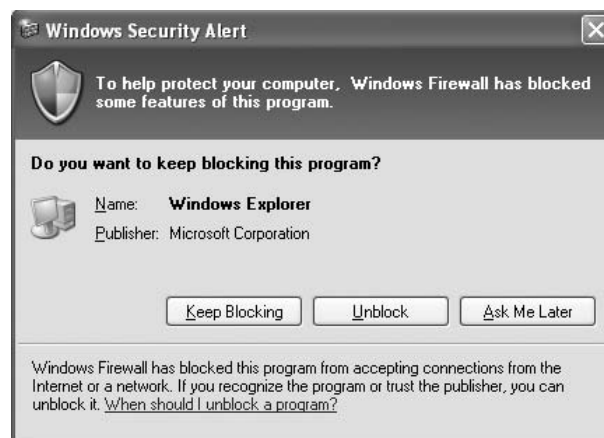 Windows Security Alert
To help protect your computer, Windows Firewall has blocked
some features of this program.
Do you want to keep blocking this program?
Name: Windows Explorer
Publisher: Microsoft Corporation
Keep Blocking Unblock Ask Me Later
Windows Firewall has blocked this program from accepting connections from the
Internet or a network. If you recognize the program or trust the publisher, you can
unblock it. When should I unblock a program?